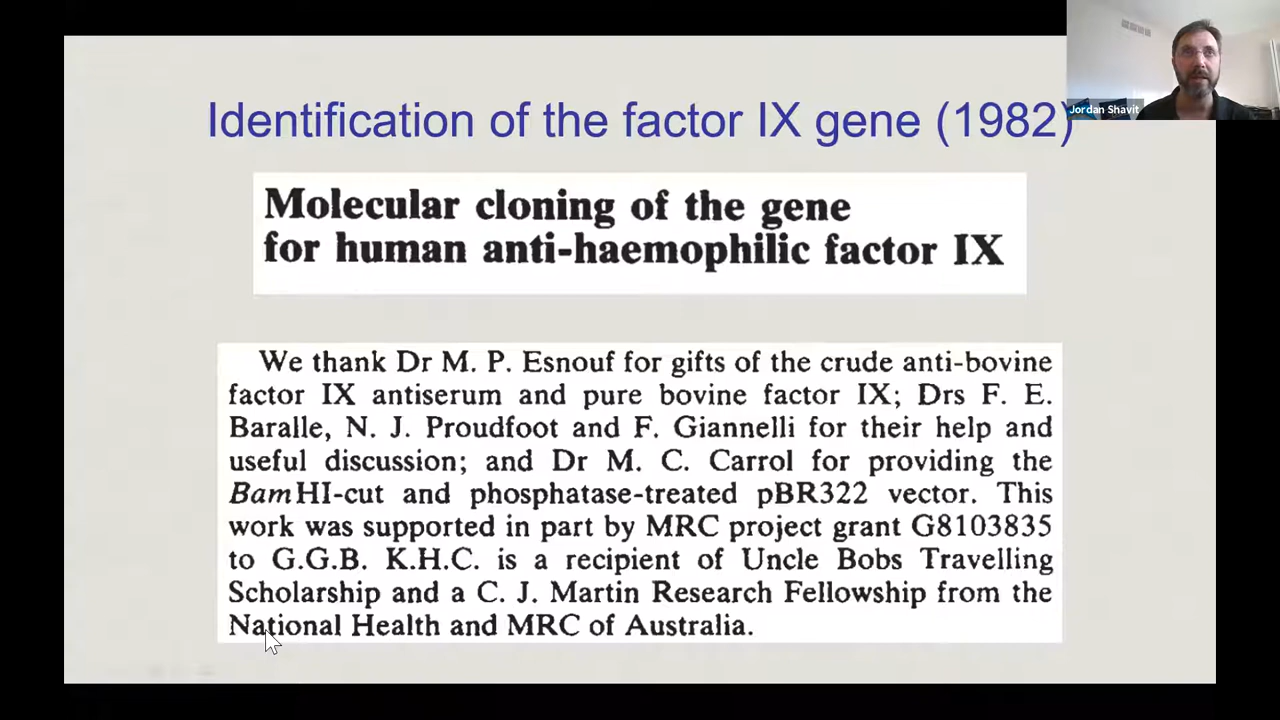 Identification of the factor IX gene (1982)
Jordan Shavit
Molecular cloning of the gene
for human anti-haemophilic factor IX
We thank Dr M. P. Esnouf for gifts of the crude anti-bovine
factor IX antiserum and pure bovine factor IX; Drs F. E.
Baralle, N. J. Proudfoot and F. Giannelli for their help and
useful discussion; and Dr M. C. Carrol for providing the
BamHI-cut and phosphatase-treated pBR322 vector. This
work was supported in part by MRC project grant G8103835
to G.G.B. K.H.C. is a recipient of Uncle Bobs Travelling
Scholarship and a C. J. Martin Research Fellowship from the
National Health and MRC of Australia.